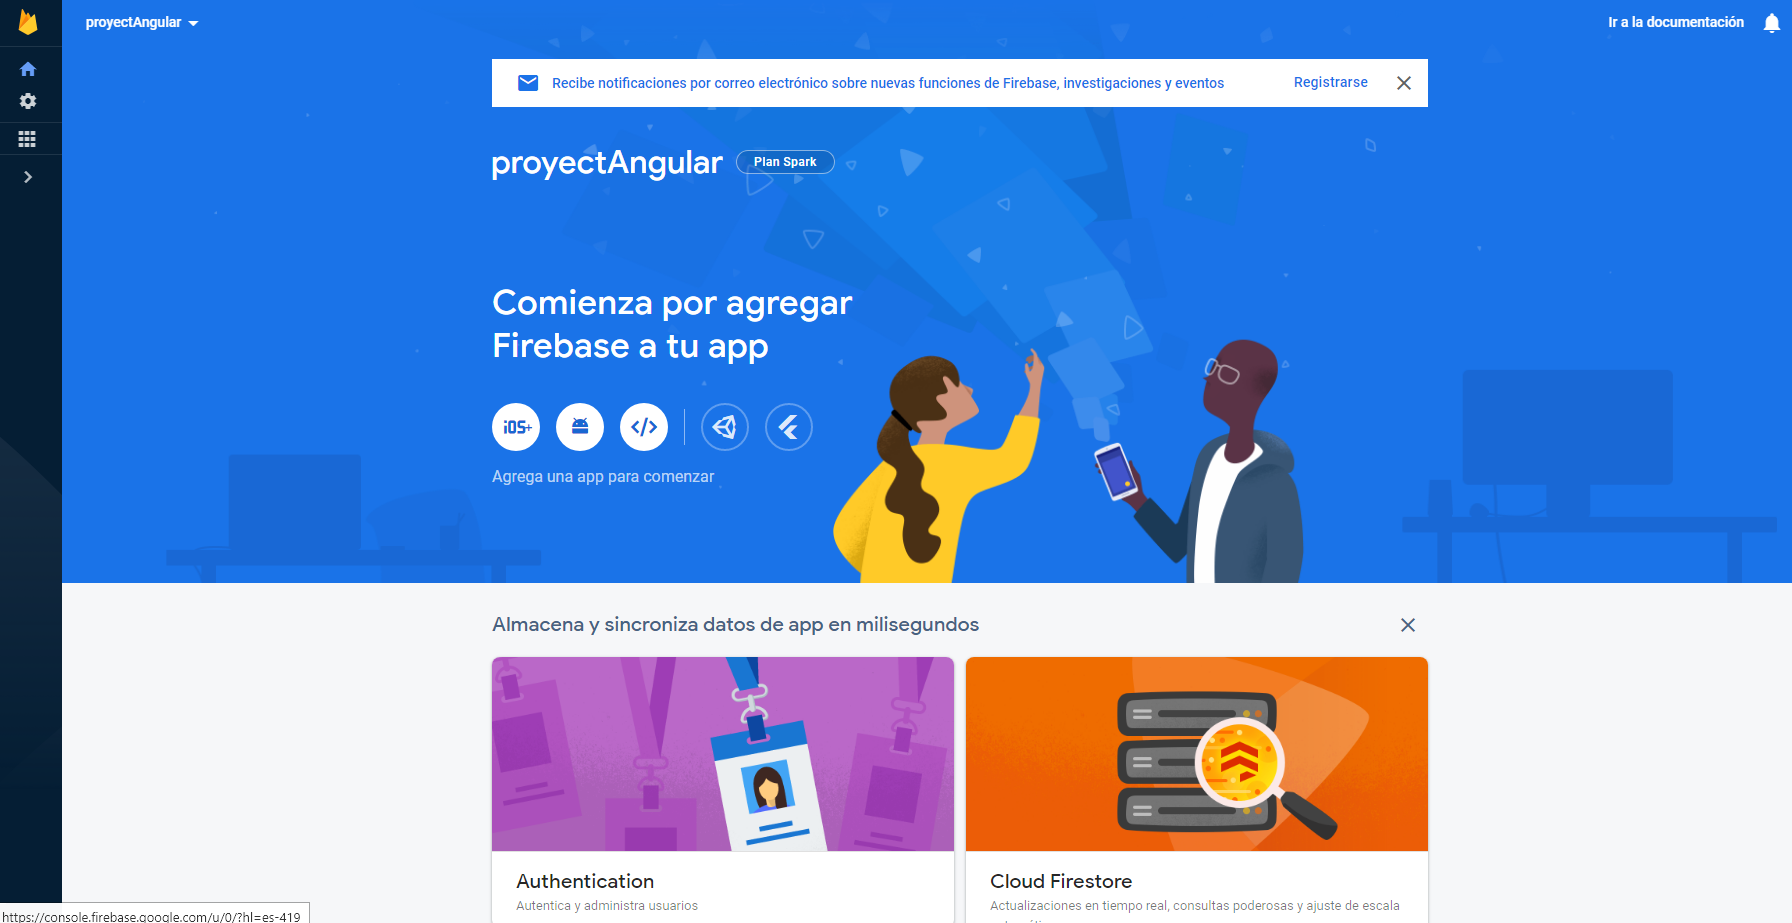 proyectAngular
Ir a la documentación
Recibe notificaciones por correo electrónico sobre nuevas funciones de Firebase, investigaciones y eventos
Registrarse
proyectAngular
Plan Spark
Comienza por agregar
Firebase a tu app
iOS+
Agrega una app para comenzar
Almacena y sincroniza datos de app en milisegundos
Authentication
Autentica y administra usuarios
Cloud Firestore
Actualizaciones en tiempo real, consultas poderosas y ajuste de escala
https://console.firebase.google.com/u/0/?hl=es-419